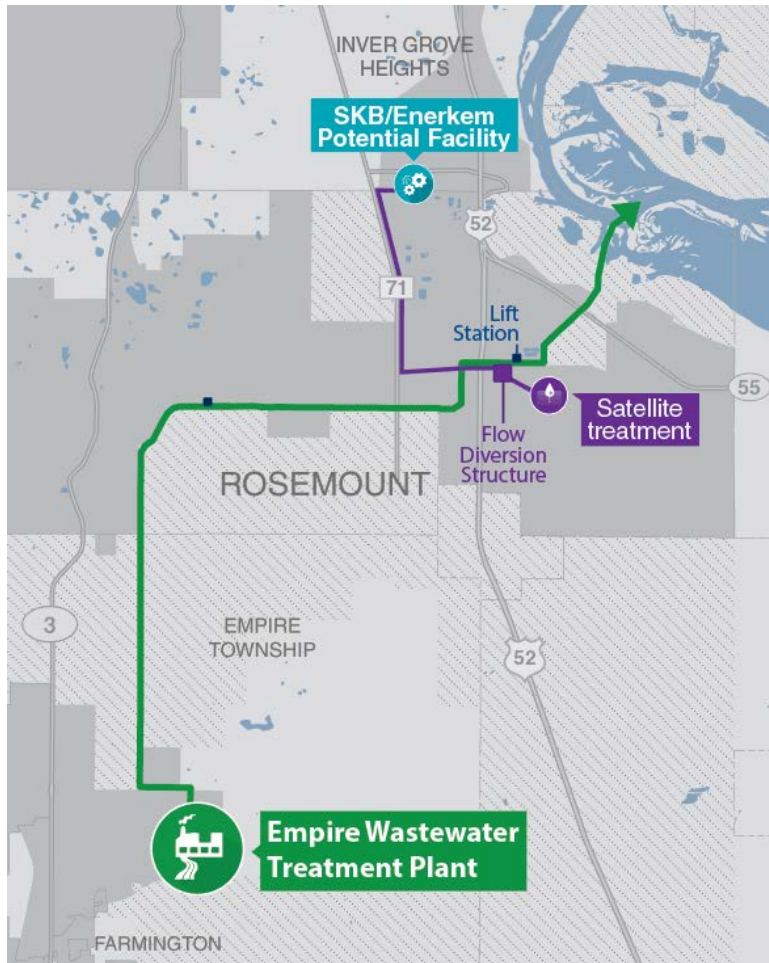 INVER GROVE
HEIGHTS
SKB/Enerkem
Potential Facility
52
71
Lift
Station
55
Satellite
treatment
Flow
Diversion
Structure
ROSEMOUNT
3
EMPIRE
TOWNSHIP
52
Empire Wastewater
Treatment Plant
FARMINGTON